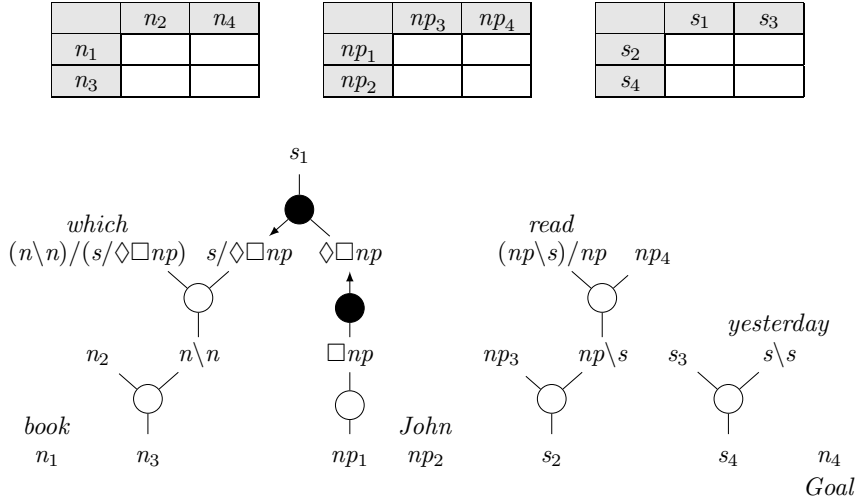 n₂ n₄
n₁
n₃
np₃ np₄
np₁
np₂
s₁ s₃
s₂
s₄
s₁
which
(n\n)/(s/◇□np) s/◇□np ◇□np
read
(np\s)/np np₄
yesterday
n₂ n\n □np np₃ np\s s₃ s\s
book John
n₁ n₃ np₁ np₂ s₂ s₄ n₄
Goal